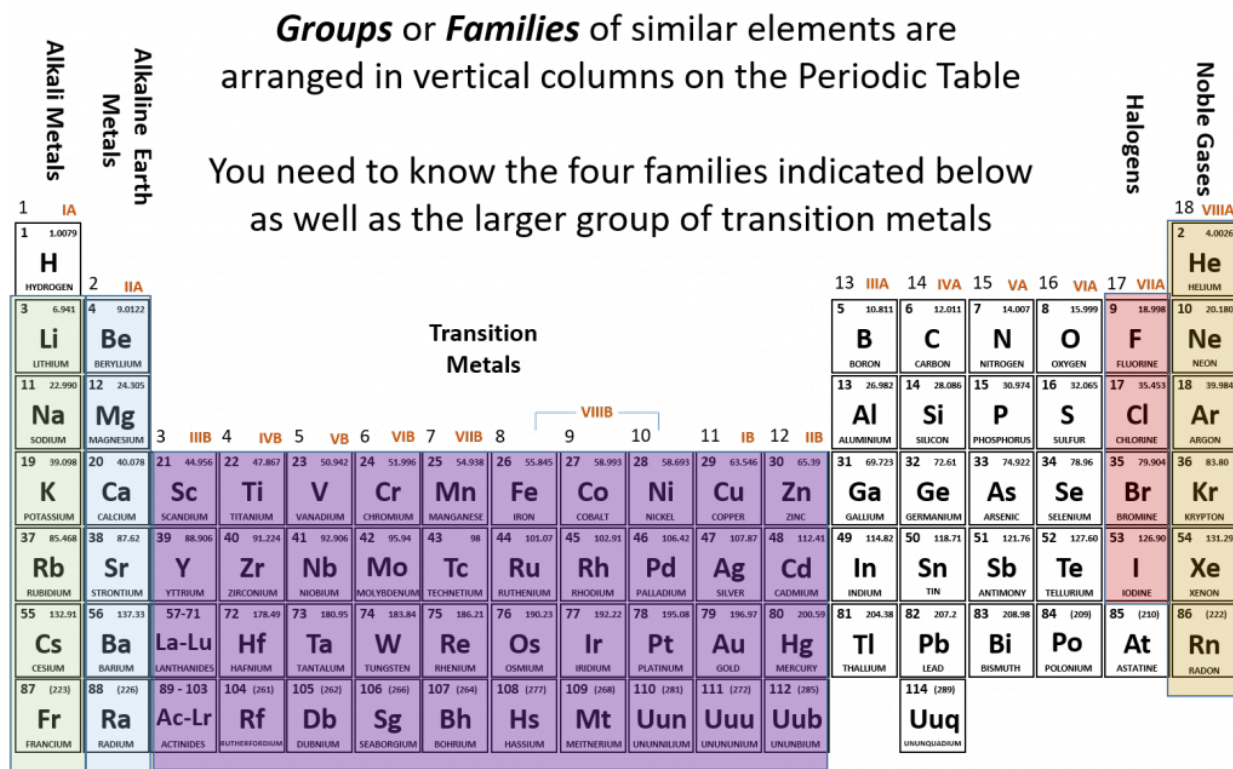 Groups or Families of similar elements are
arranged in vertical columns on the Periodic Table
You need to know the four families indicated below
as well as the larger group of transition metals
Alkali Metals
Alkaline Earth
Metals
Halogens
Noble Gases
1 IA
18 VIIIA
1 1.0079
H
HYDROGEN
2 4.0026
He
HELIUM
2 IIA
13 IIIA 14 IVA 15 VA 16 VIA 17 VIIA
3 6.941 4 9.0122 5 10.811 6 12.011 7 14.007 8 15.999 9 18.998 10 20.180
Li Be B C N O F Ne
LITHIUM BERYLLIUM BORON CARBON NITROGEN OXYGEN FLUORINE NEON
Transition
Metals
11 22.990 12 24.305 13 26.982 14 28.086 15 30.974 16 32.065 17 35.453 18 39.984
Na Mg Al Si P S Cl Ar
SODIUM MAGNESIUM ALUMINIUM SILICON PHOSPHORUS SULFUR CHLORINE ARGON
VIIIB
3 IIIB 4 IVB 5 VB 6 VIB 7 VIIB 8 9 10 11 IB 12 IIB
19 39.098 20 40.078 21 44.956 22 47.867 23 50.942 24 51.996 25 54.938 26 55.845 27 58.993 28 58.693 29 63.546 30 65.39 31 69.723 32 72.61 33 74.922 34 78.96 35 79.904 36 83.80
K Ca Sc Ti V Cr Mn Fe Co Ni Cu Zn Ga Ge As Se Br Kr
POTASSIUM CALCIUM SCANDIUM TITANIUM VANADIUM CHROMIUM MANGANESE IRON COBALT NICKEL COPPER ZINC GALLIUM GERMANIUM ARSENIC SELENIUM BROMINE KRYPTON
37 85.468 38 87.62 39 88.906 40 91.224 41 92.906 42 95.94 43 98 44 101.07 45 102.91 46 106.42 47 107.87 48 112.41 49 114.82 50 118.71 51 121.76 52 127.60 53 126.90 54 131.29
Rb Sr Y Zr Nb Mo Tc Ru Rh Pd Ag Cd In Sn Sb Te I Xe
RUBIDIUM STRONTIUM YTTRIUM ZIRCONIUM NIOBIUM MOLYBDENUM TECHNETIUM RUTHENIUM RHODIUM PALLADIUM SILVER CADMIUM INDIUM TIN ANTIMONY TELLURIUM IODINE XENON
55 132.91 56 137.33 57-71 72 178.49 73 180.95 74 183.84 75 186.21 76 190.23 77 192.22 78 195.08 79 196.97 80 200.59 81 204.38 82 207.2 83 208.98 84 (209) 85 (210) 86 (222)
Cs Ba La-Lu Hf Ta W Re Os Ir Pt Au Hg Tl Pb Bi Po At Rn
CESIUM BARIUM LANTHANIDES HAFNIUM TANTALUM TUNGSTEN RHENIUM OSMIUM IRIDIUM PLATINUM GOLD MERCURY THALLIUM LEAD BISMUTH POLONIUM ASTATINE RADON
87 (223) 88 (226) 89 - 103 104 (261) 105 (262) 106 (266) 107 (264) 108 (277) 109 (268) 110 (281) 111 (272) 112 (285) 114 (289)
Fr Ra Ac-Lr Rf Db Sg Bh Hs Mt Uun Uuu Uub Uuq
FRANCIUM RADIUM ACTINIDES RUTHERFORDIUM DUBNIUM SEABORGIUM BOHRIUM HASSIUM MEITNERIUM UNUNNILIUM UNUNUNIUM UNUNBIUM UNUNQUADIUM